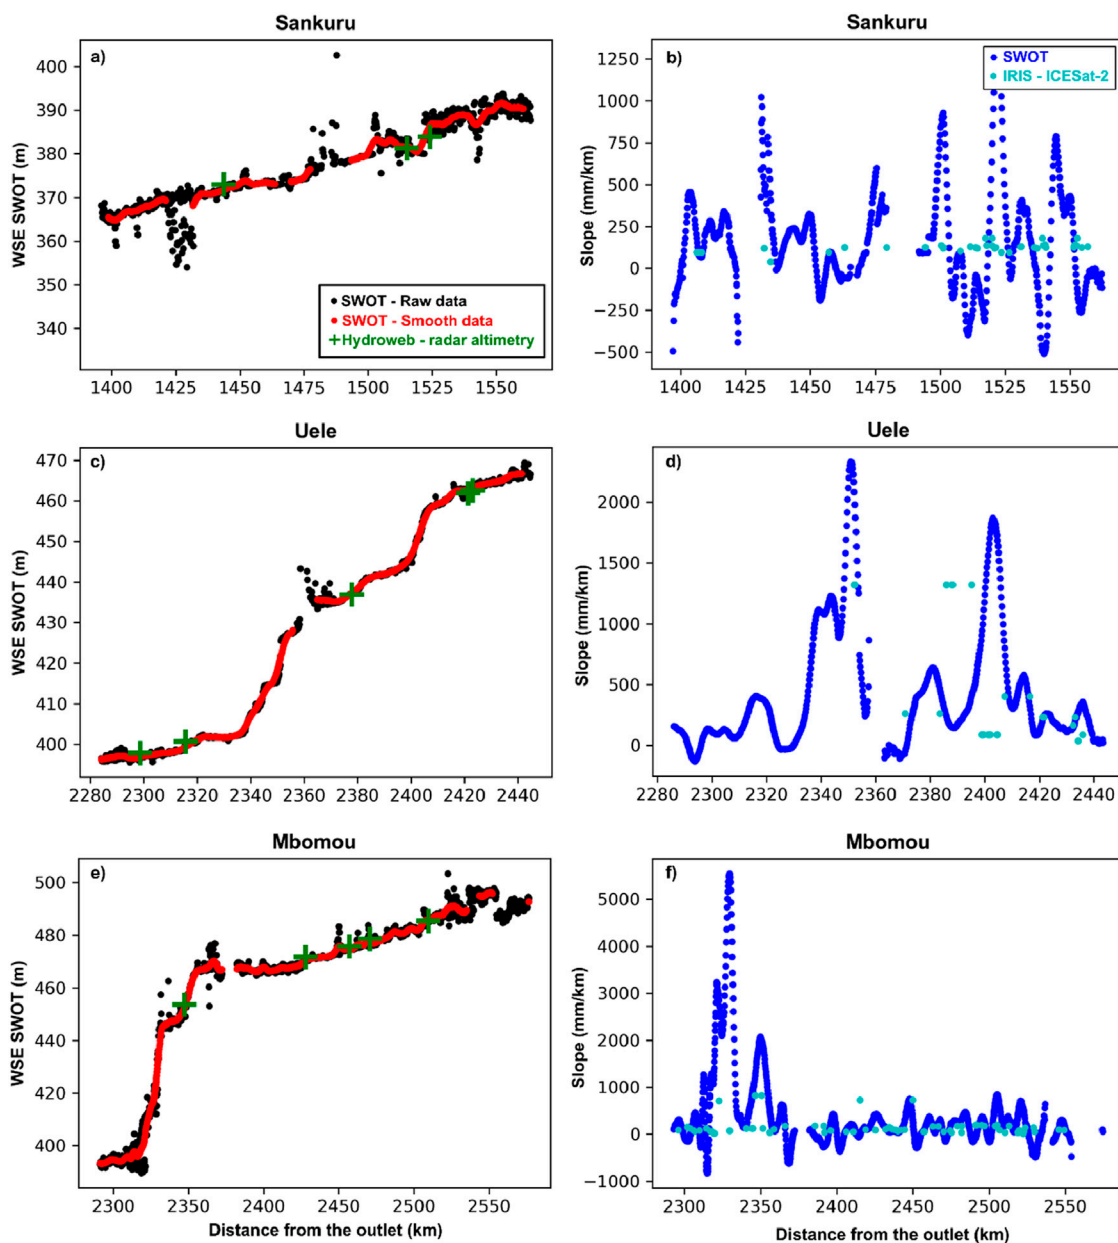 Sankuru
Sankuru
a)
WSE SWOT (m)
400
390
380
370
360
350
340
SWOT - Raw data
SWOT - Smooth data
Hydroweb - radar altimetry
1400 1425 1450 1475 1500 1525 1550
b)
Slope (mm/km)
1250
1000
750
500
250
0
−250
−500
SWOT
IRIS - ICESat-2
1400 1425 1450 1475 1500 1525 1550
Uele
Uele
c)
WSE SWOT (m)
470
460
450
440
430
420
410
400
2280 2300 2320 2340 2360 2380 2400 2420 2440
d)
Slope (mm/km)
2000
1500
1000
500
0
2280 2300 2320 2340 2360 2380 2400 2420 2440
Mbomou
Mbomou
e)
WSE SWOT (m)
500
480
460
440
420
400
2300 2350 2400 2450 2500 2550
Distance from the outlet (km)
f)
Slope (mm/km)
5000
4000
3000
2000
1000
0
−1000
2300 2350 2400 2450 2500 2550
Distance from the outlet (km)